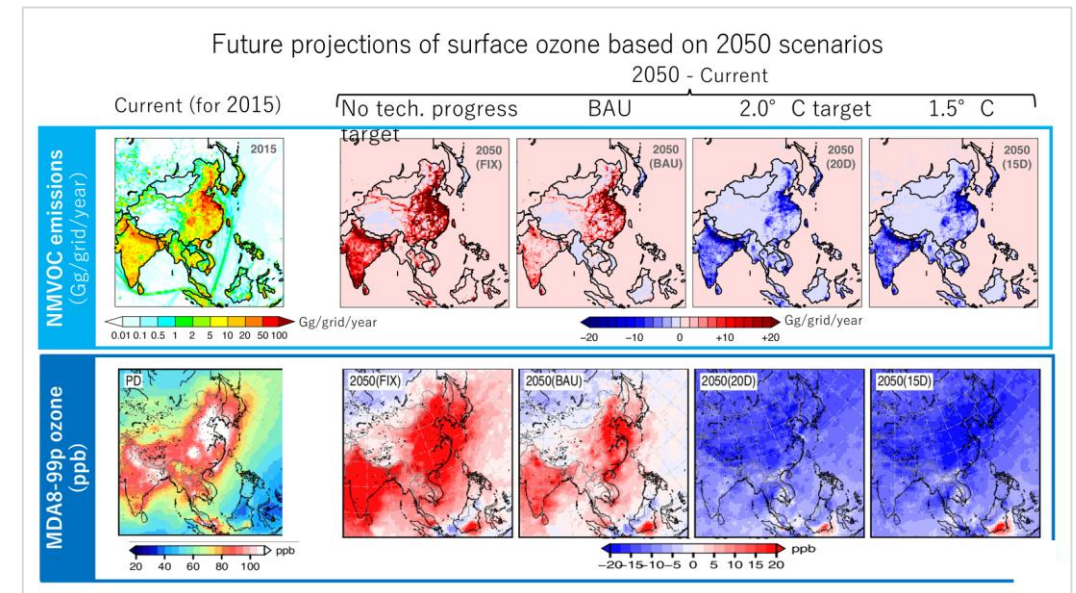 Future projections of surface ozone based on 2050 scenarios
2050 - Current
Current (for 2015)
No tech. progress target
BAU
2.0° C target
1.5° C
NMVOC emissions
(Gg/grid/year)
2015
2050
(FIX)
2050
(BAU)
2050
(20D)
2050
(15D)
0.01 0.1 0.5 1 2 5 10 20 50 100
Gg/grid/year
-20 -10 0 +10 +20
Gg/grid/year
MDA8-99p ozone
(ppb)
PD
2050(FIX)
2050(BAU)
2050(20D)
2050(15D)
20 40 60 80 100
ppb
-20-15-10-5 0 5 10 15 20
ppb